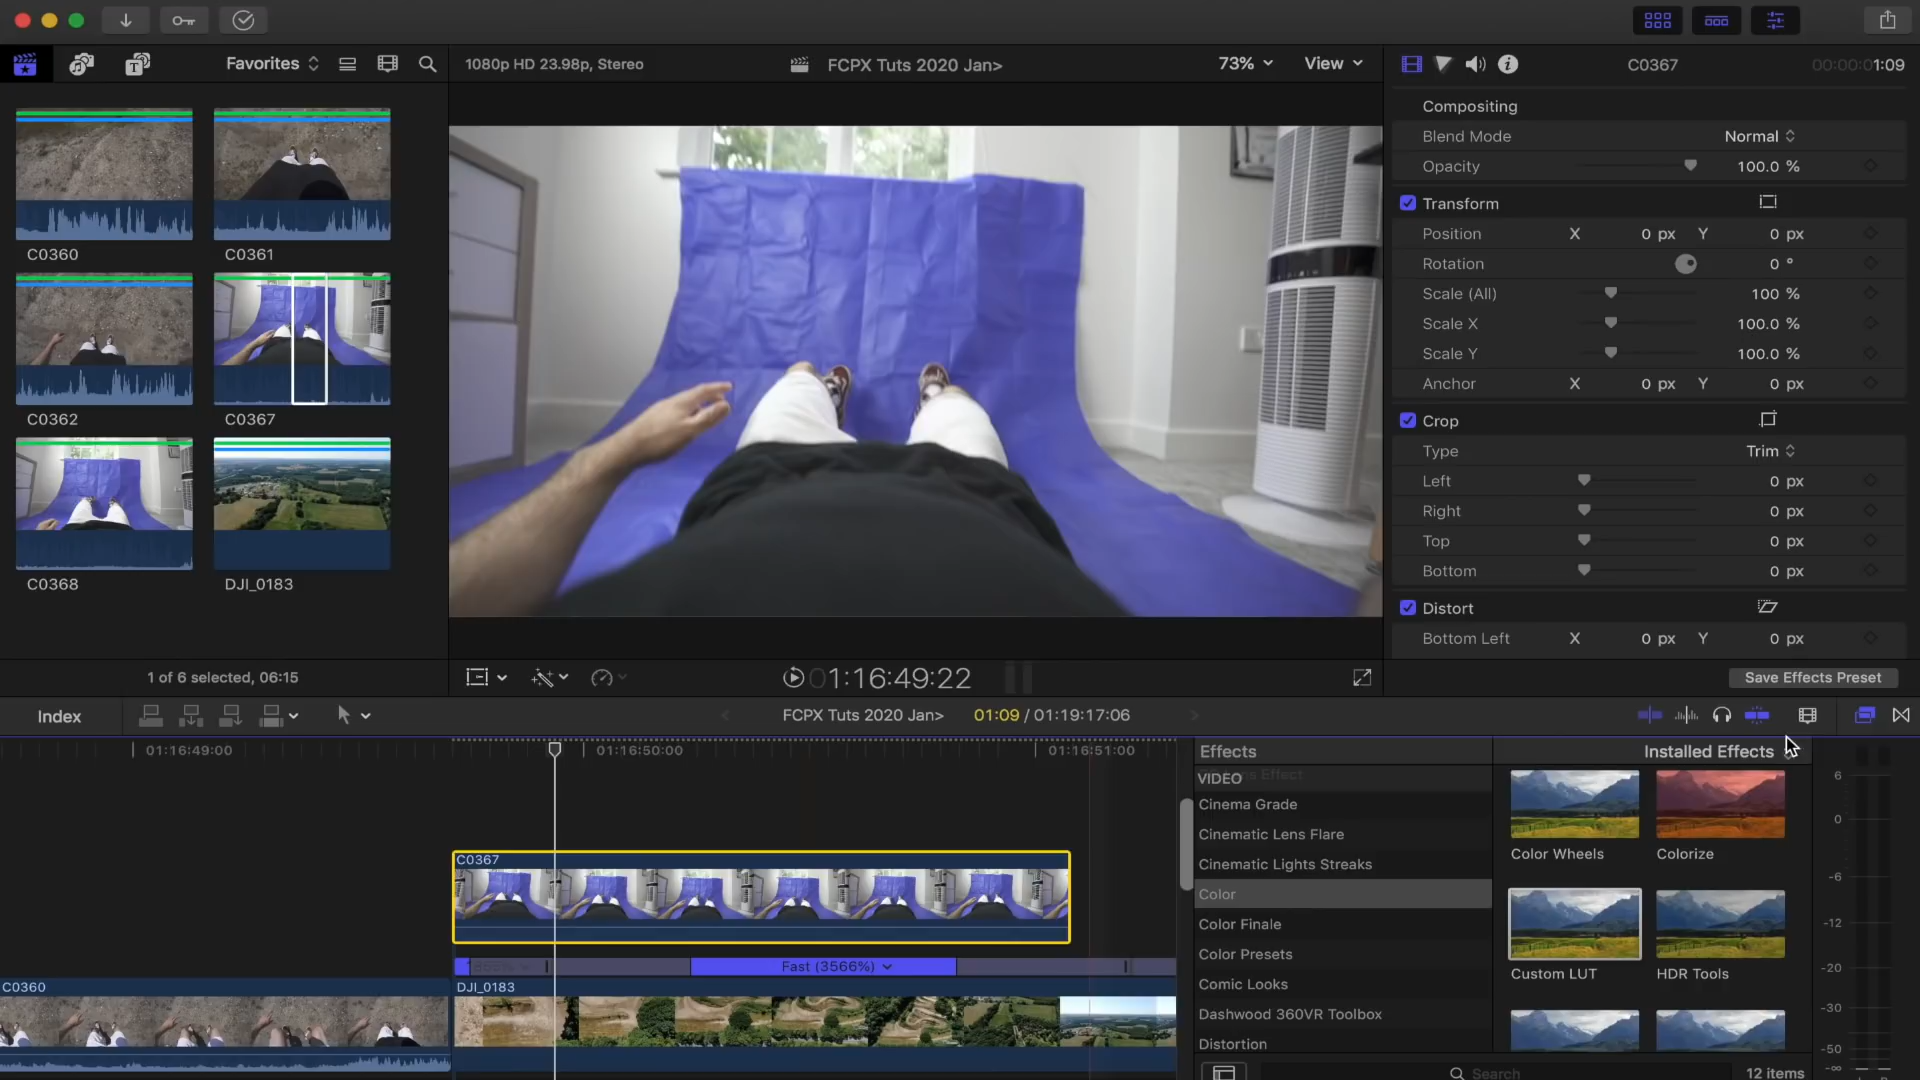 Favorites
1080p HD 23.98p, Stereo
FCPX Tuts 2020 Jan>
73%
View
C0367
00:00:01:09
C0360
C0361
C0362
C0367
C0368
DJI_0183
1 of 6 selected, 06:15
01:16:49:22
Compositing
Blend Mode
Normal
Opacity
100.0 %
Transform
Position
X
0 px
Y
0 px
Rotation
0 °
Scale (All)
100 %
Scale X
100.0 %
Scale Y
100.0 %
Anchor
X
0 px
Y
0 px
Crop
Type
Trim
Left
0 px
Right
0 px
Top
0 px
Bottom
0 px
Distort
Bottom Left
X
0 px
Y
0 px
Save Effects Preset
Index
FCPX Tuts 2020 Jan>
01:09 / 01:19:17:06
01:16:49:00
01:16:50:00
01:16:51:00
C0367
Fast (3566%)
C0360
DJI_0183
Effects
Installed Effects
VIDEO
Cinema Grade
Cinematic Lens Flare
Cinematic Lights Streaks
Color
Color Finale
Color Presets
Comic Looks
Dashwood 360VR Toolbox
Distortion
Color Wheels
Colorize
Custom LUT
HDR Tools
Search
12 items
6
0
-6
-12
-20
-30
-50
-∞